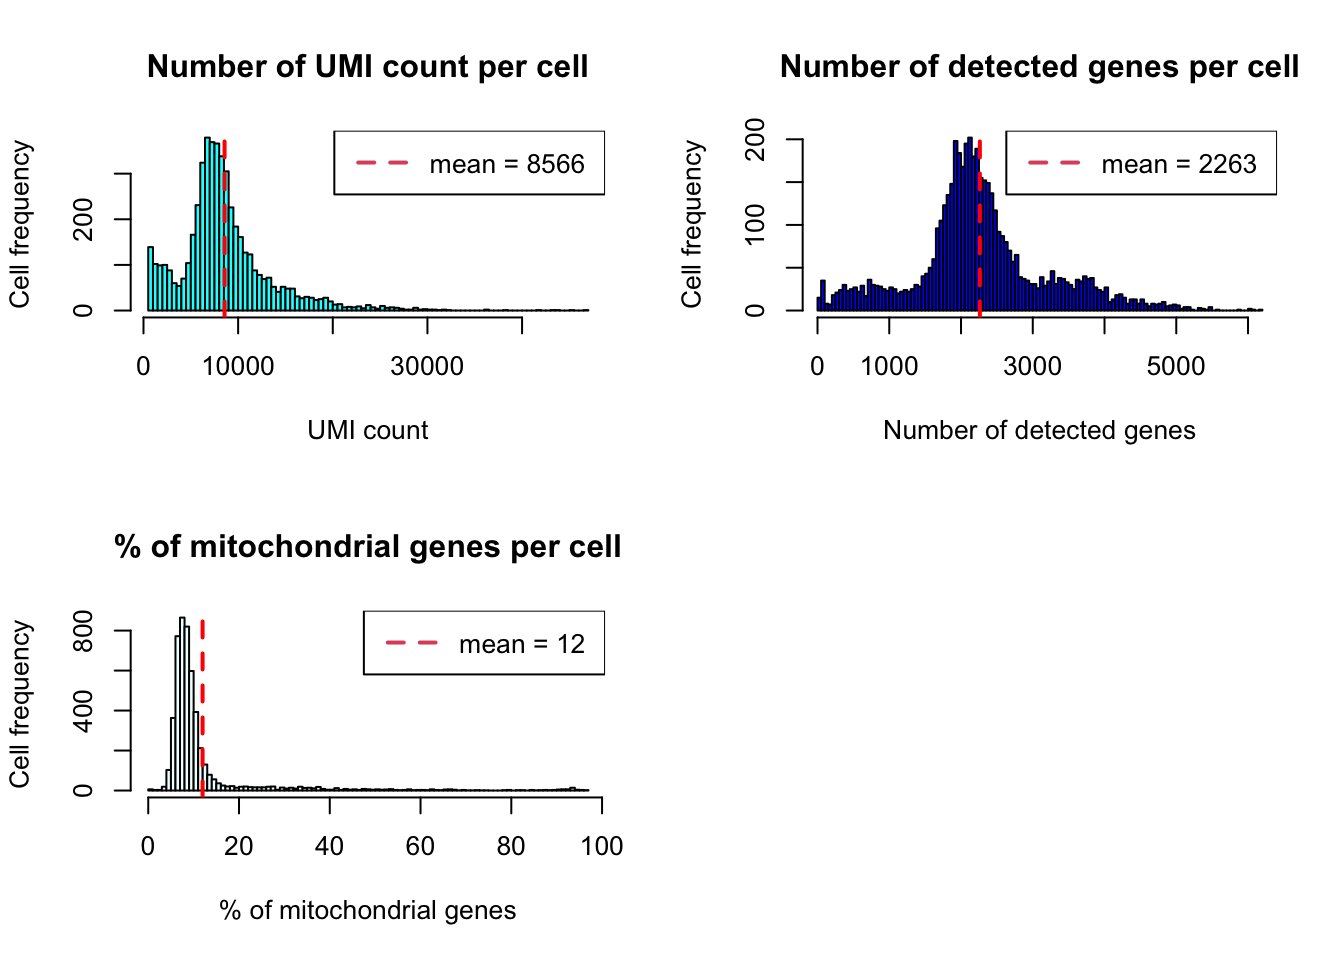 Number of UMI count per cell
Cell frequency
0
200
mean = 8566
0
10000
30000
UMI count
Number of detected genes per cell
Cell frequency
0
100
200
mean = 2263
0
1000
3000
5000
Number of detected genes
% of mitochondrial genes per cell
Cell frequency
0
400
800
mean = 12
0
20
40
60
80
100
% of mitochondrial genes